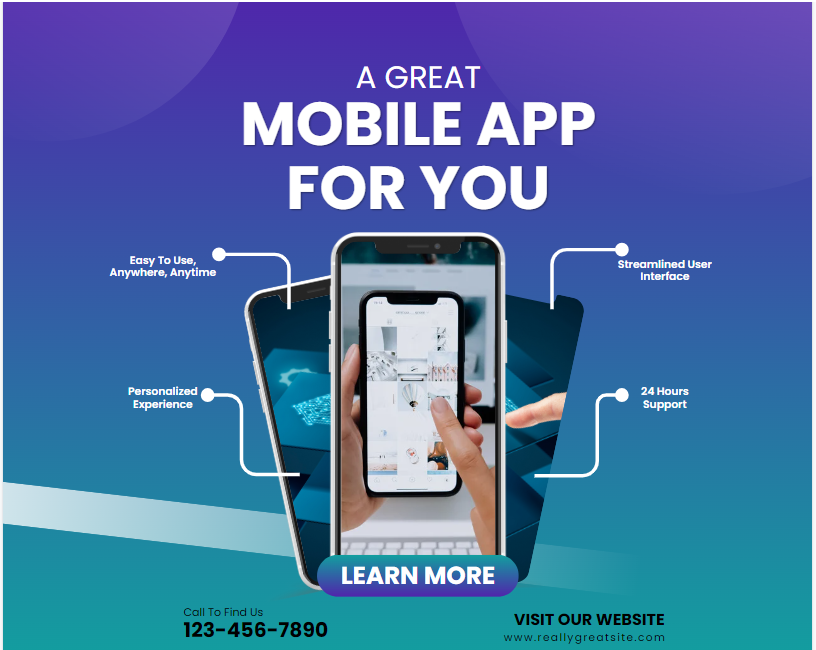 A GREAT
MOBILE APP
FOR YOU
Easy To Use,
Anywhere, Anytime
Streamlined User
Interface
Personalized
Experience
24 Hours
Support
LEARN MORE
Call To Find Us
123-456-7890
VISIT OUR WEBSITE
www.reallygreatsite.com